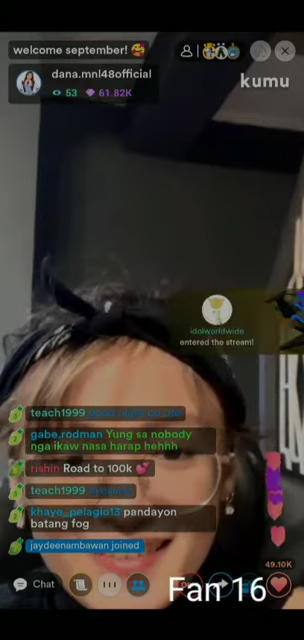 welcome september! 🥰
dana.mnl48official
53 61.82K
kumu
idolworldwide
entered the stream!
teach1999
gabe.rodman Yung sa nobody
nga ikaw nasa harap hehhh
rishin Road to 100k 💕
teach1999
khaye_pelagio13 pandayon
batang fog
jaydeenambawan joined
49.10K
Chat
Fan 16